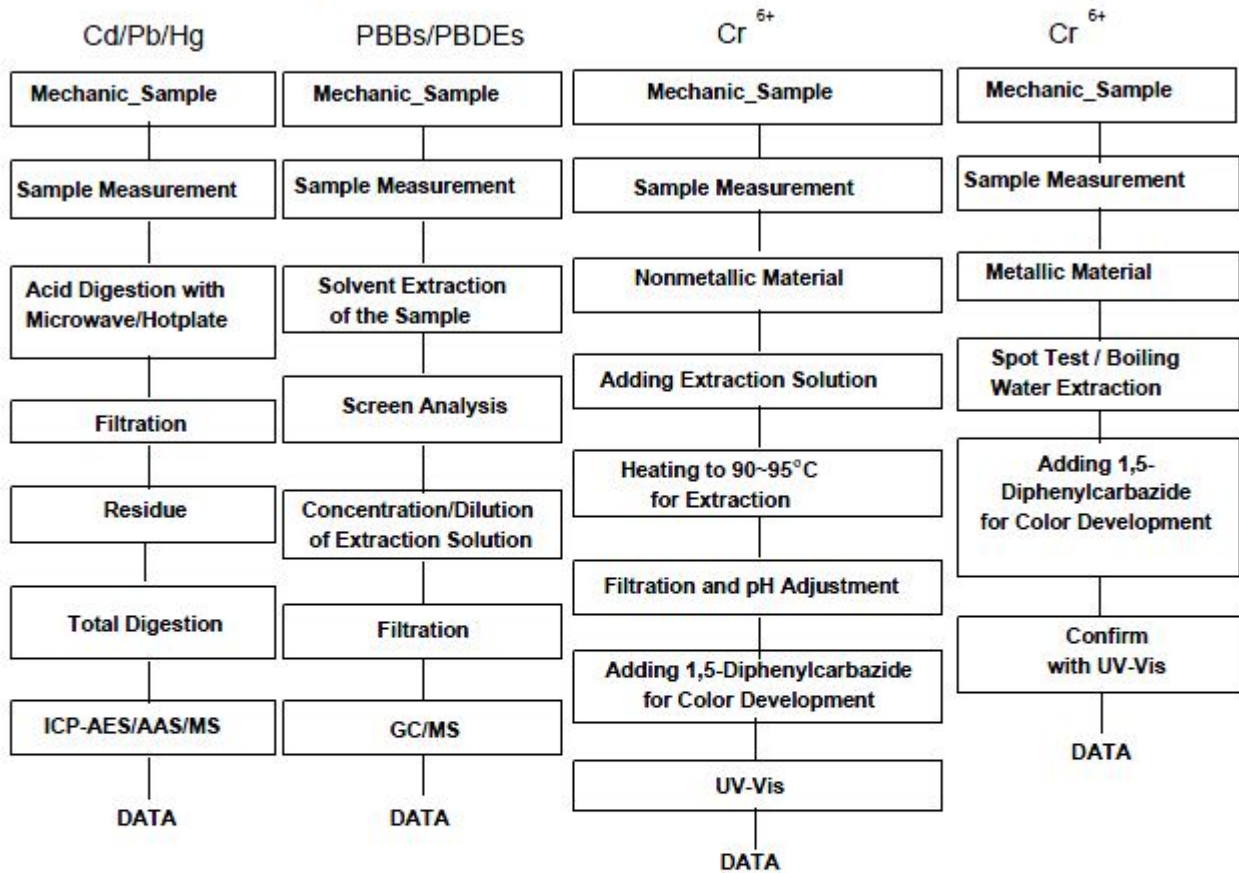 Cd/Pb/Hg
Mechanic_Sample
Sample Measurement
Acid Digestion with
Microwave/Hotplate
Filtration
Residue
Total Digestion
ICP-AES/AAS/MS
DATA
PBBs/PBDEs
Mechanic_Sample
Sample Measurement
Solvent Extraction
of the Sample
Screen Analysis
Concentration/Dilution
of Extraction Solution
Filtration
GC/MS
DATA
Cr 6+
Mechanic_Sample
Sample Measurement
Nonmetallic Material
Adding Extraction Solution
Heating to 90~95°C
for Extraction
Filtration and pH Adjustment
Adding 1,5-Diphenylcarbazide
for Color Development
UV-Vis
DATA
Cr 6+
Mechanic_Sample
Sample Measurement
Metallic Material
Spot Test / Boiling
Water Extraction
Adding 1,5-
Diphenylcarbazide
for Color Development
Confirm
with UV-Vis
DATA